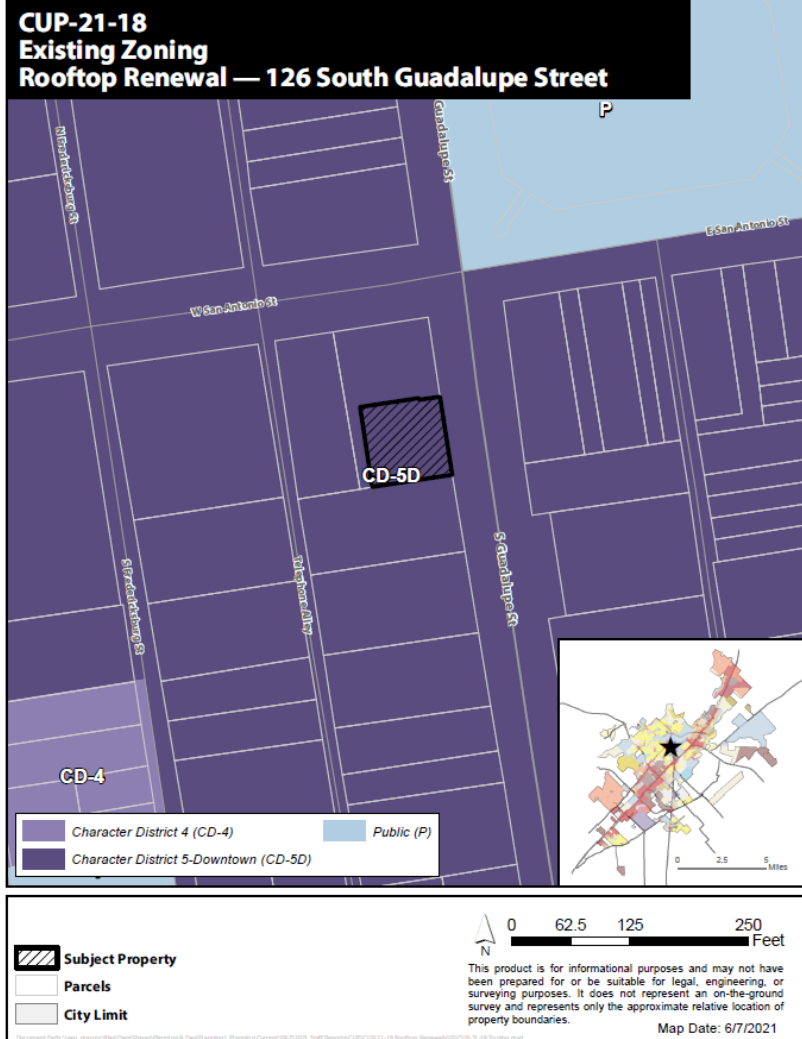 CUP-21-18
Existing Zoning
Rooftop Renewal — 126 South Guadalupe Street
P
N Fredericksburg St
Guadalupe St
E San Antonio St
W San Antonio St
CD-5D
S Fredericksburg St
Telephone Alley
S Guadalupe St
CD-4
Character District 4 (CD-4)
Public (P)
Character District 5-Downtown (CD-5D)
0 2.5 5
Miles
Subject Property
Parcels
City Limit
N
0 62.5 125 250
Feet
This product is for informational purposes and may not have
been prepared for or be suitable for legal, engineering, or
surveying purposes. It does not represent an on-the-ground
survey and represents only the approximate relative location of
property boundaries.
Map Date: 6/7/2021